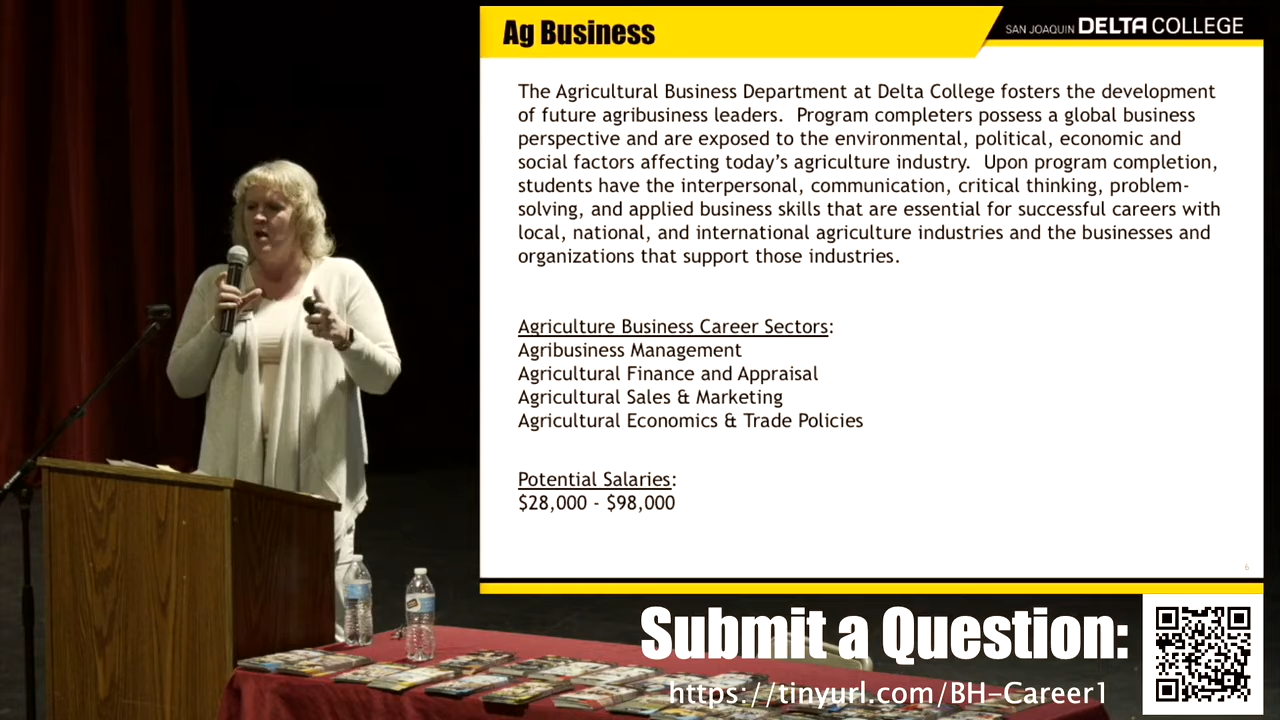 Ag Business
SAN JOAQUIN DELTA COLLEGE
The Agricultural Business Department at Delta College fosters the development
of future agribusiness leaders.  Program completers possess a global business
perspective and are exposed to the environmental, political, economic and
social factors affecting today's agriculture industry.  Upon program completion,
students have the interpersonal, communication, critical thinking, problem-
solving, and applied business skills that are essential for successful careers with
local, national, and international agriculture industries and the businesses and
organizations that support those industries.
Agriculture Business Career Sectors:
Agribusiness Management
Agricultural Finance and Appraisal
Agricultural Sales & Marketing
Agricultural Economics & Trade Policies
Potential Salaries:
$28,000 - $98,000
6
Submit a Question:
https://tinyurl.com/BH-Career1